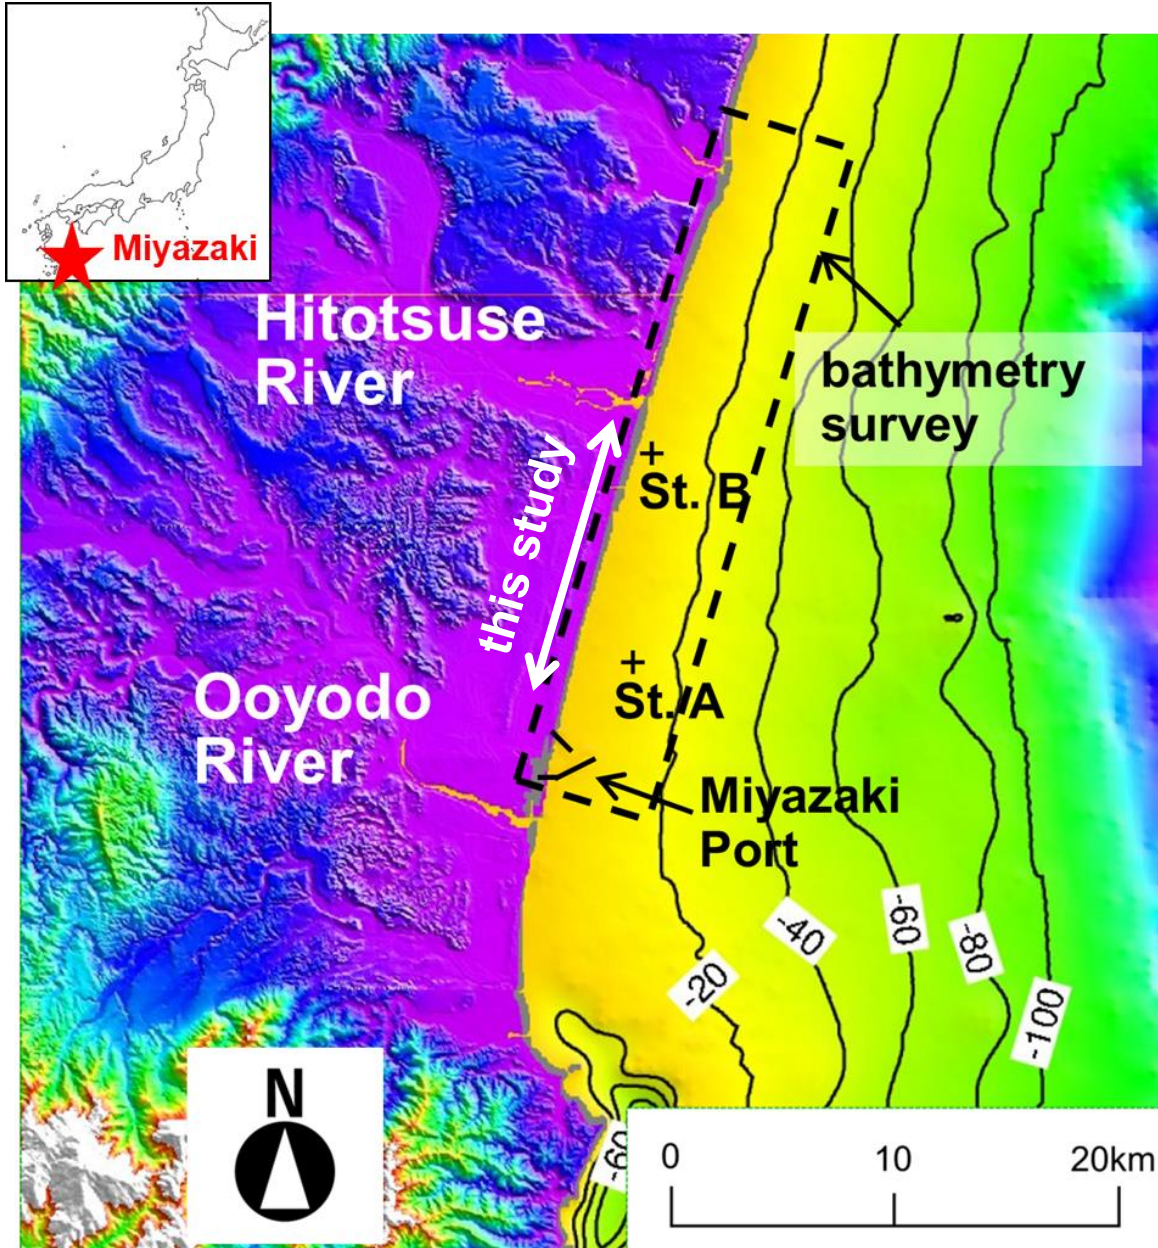 Miyazaki
Hitotsuse
River
bathymetry
survey
St. B
this study
St. A
Ooyodo
River
Miyazaki
Port
-20
-40
-60
-80
-100
-60
N
0 10 20km